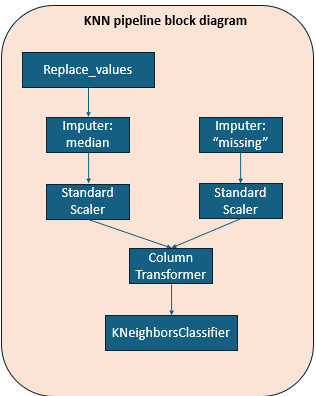 KNN pipeline block diagram
Replace_values
Imputer:
median
Imputer:
“missing”
Standard
Scaler
Standard
Scaler
Column
Transformer
KNeighborsClassifier